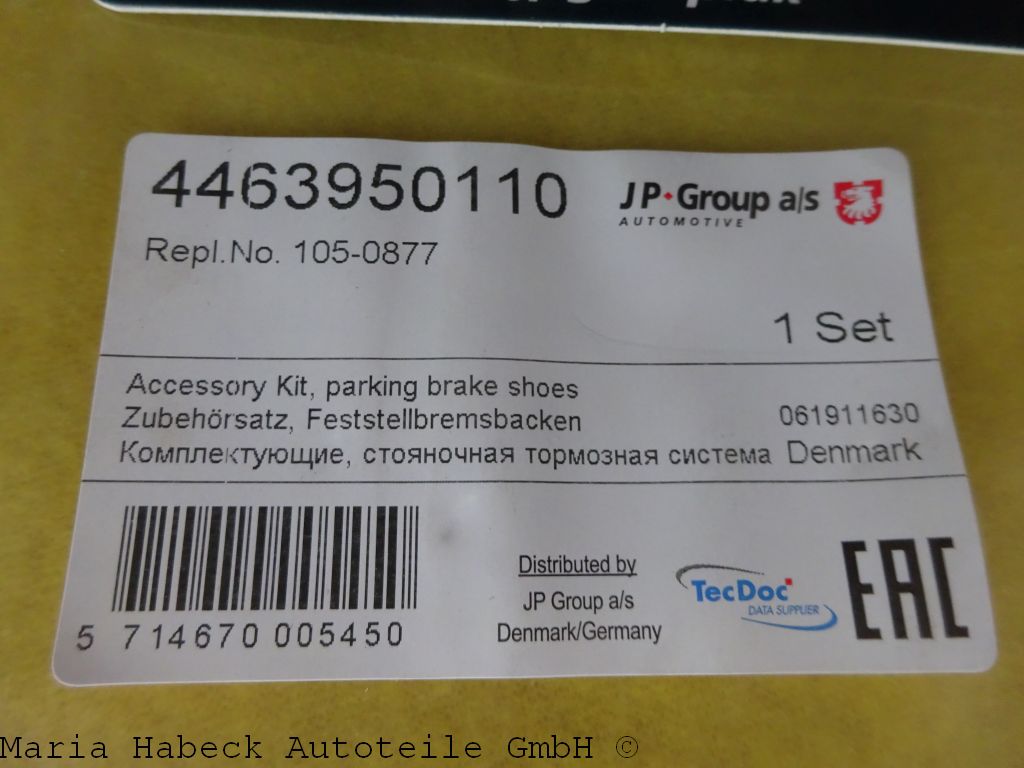 4463950110
JP Group a/s
AUTOMOTIVE
Repl.No. 105-0877
1 Set
Accessory Kit, parking brake shoes
Zubehörsatz, Feststellbremsbacken 061911630
Комплектующие, стояночная тормозная система Denmark
5 714670 005450
Distributed by
JP Group a/s
Denmark/Germany
TecDoc
DATA SUPPLIER
EAC
Maria Habeck Autoteile GmbH ©